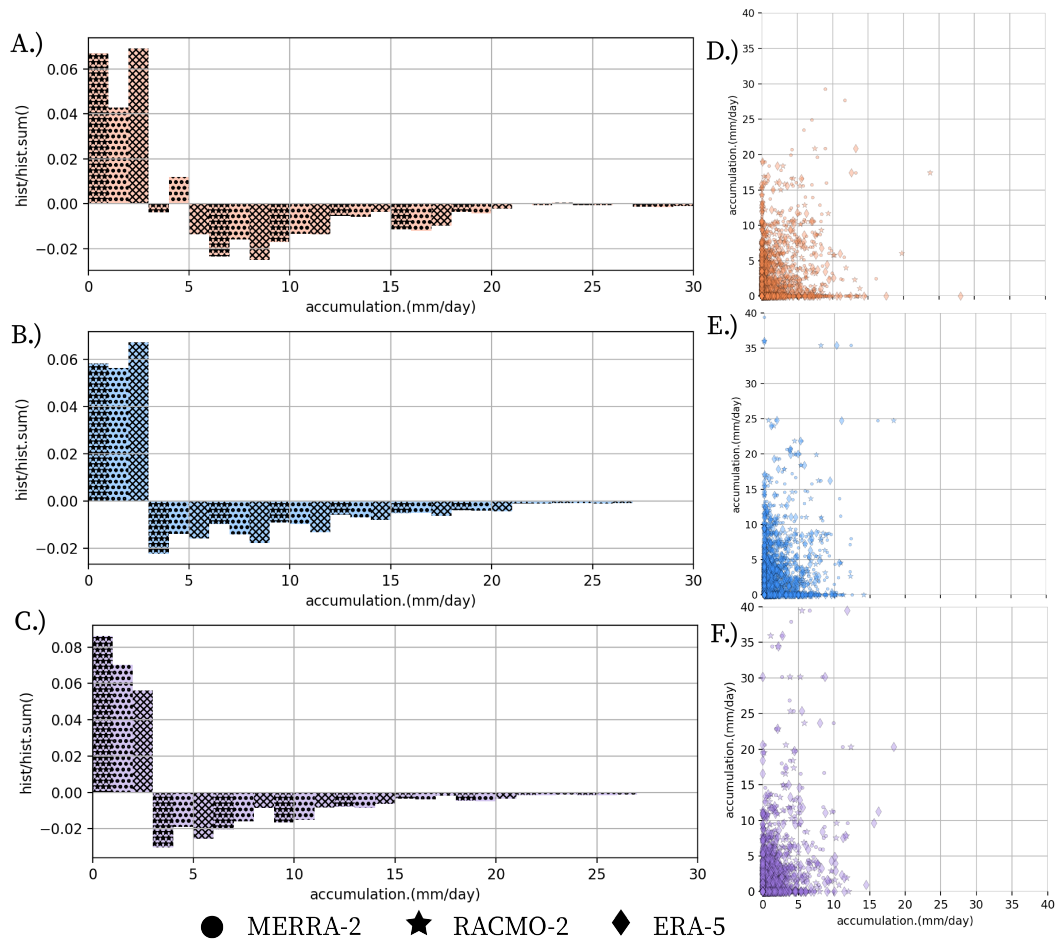 A.)
hist/hist.sum()
0.06
0.04
0.02
0.00
−0.02
0 5 10 15 20 25 30
accumulation.(mm/day)
B.)
hist/hist.sum()
0.06
0.04
0.02
0.00
−0.02
0 5 10 15 20 25 30
accumulation.(mm/day)
C.)
hist/hist.sum()
0.08
0.06
0.04
0.02
0.00
−0.02
0 5 10 15 20 25 30
accumulation.(mm/day)
D.)
accumulation.(mm/day)
40
35
30
25
20
15
10
5
0
E.)
accumulation.(mm/day)
40
35
30
25
20
15
10
5
0
F.)
accumulation.(mm/day)
40
35
30
25
20
15
10
5
0
0 5 10 15 20 25 30 35 40
accumulation.(mm/day)
MERRA-2 RACMO-2 ERA-5